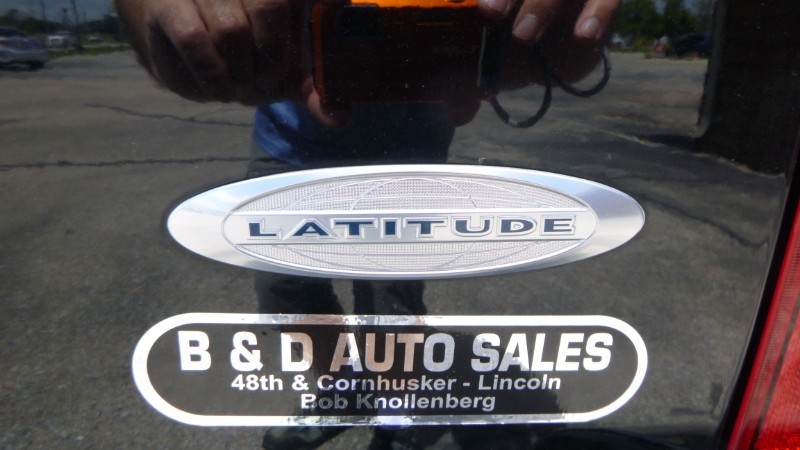 LATITUDE
B & D AUTO SALES
48th & Cornhusker - Lincoln
Bob Knollenberg